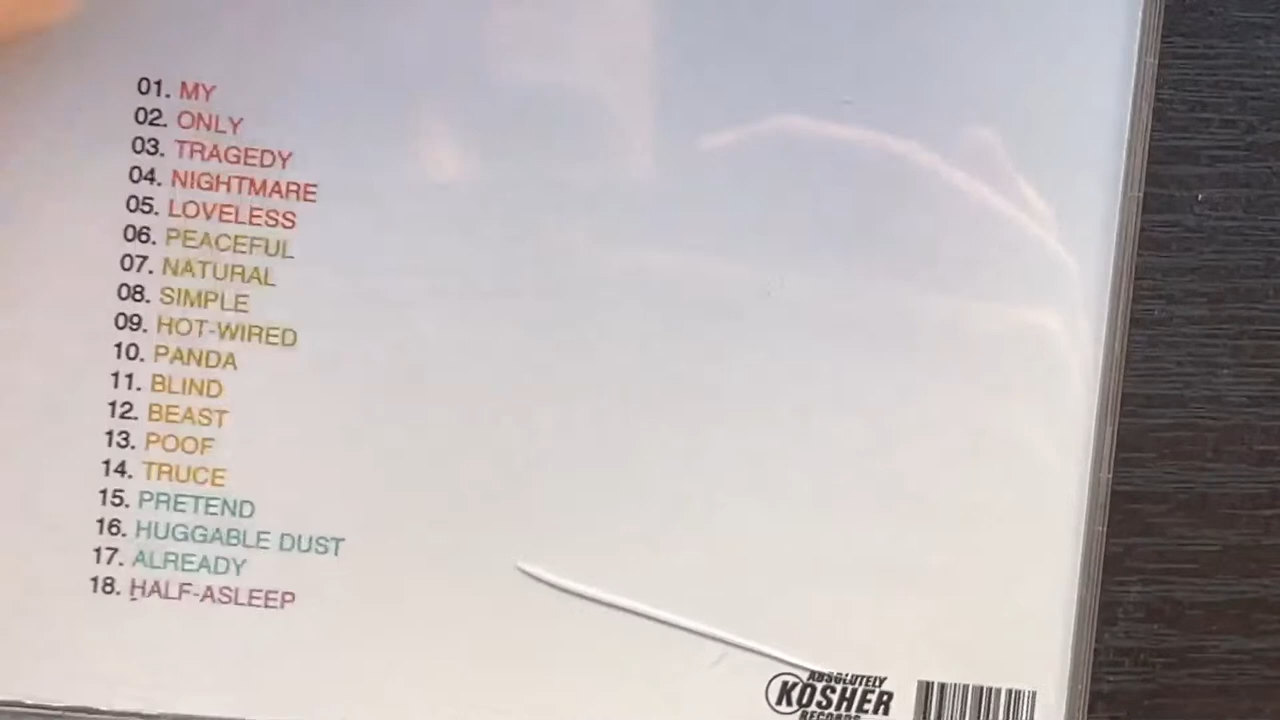 01. MY
02. ONLY
03. TRAGEDY
04. NIGHTMARE
05. LOVELESS
06. PEACEFUL
07. NATURAL
08. SIMPLE
09. HOT-WIRED
10. PANDA
11. BLIND
12. BEAST
13. POOF
14. TRUCE
15. PRETEND
16. HUGGABLE DUST
17. ALREADY
18. HALF-ASLEEP
ABSOLUTELY
KOSHER
RECORDS